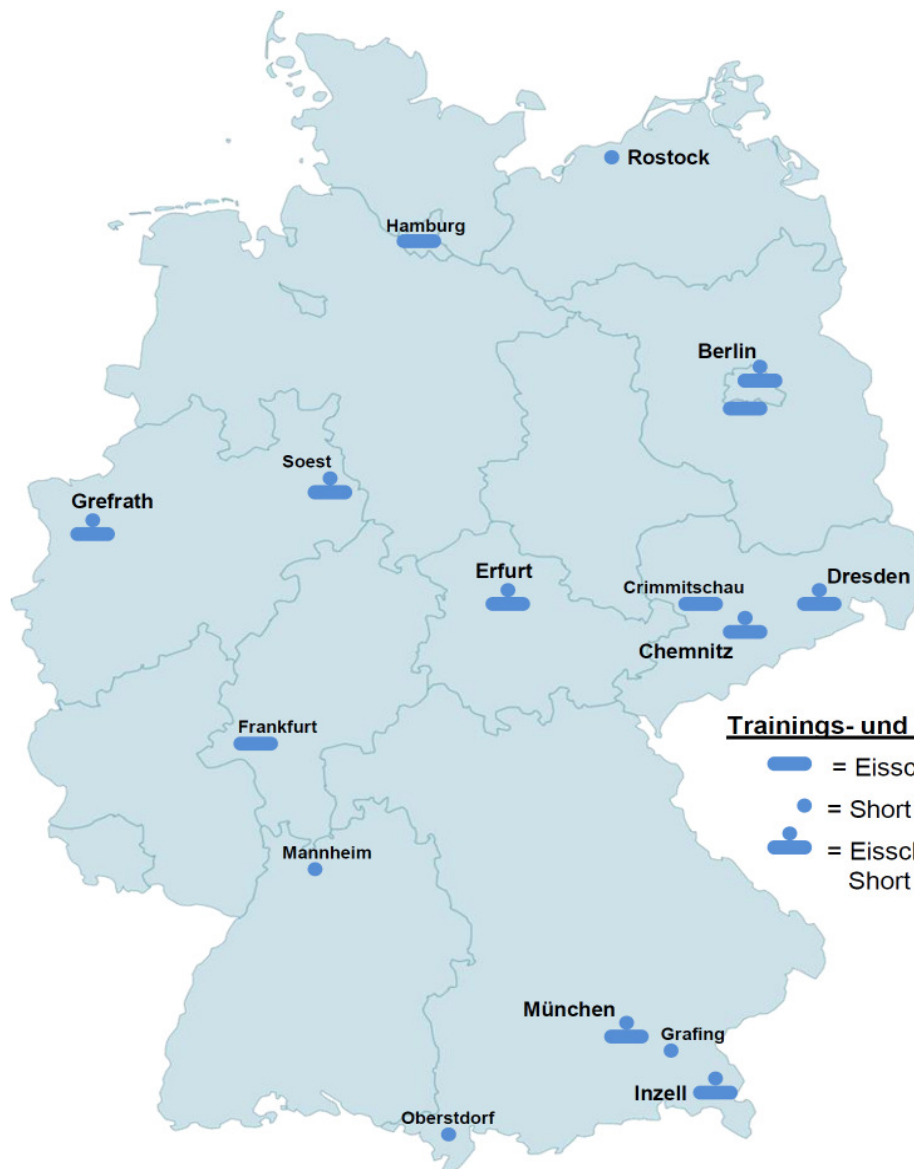 Rostock
Hamburg
Berlin
Soest
Grefrath
Erfurt
Crimmitschau
Dresden
Chemnitz
Frankfurt
Trainings- und
= Eissc
= Short
Mannheim
= Eisscl
Short
München
Grafing
Inzell
Oberstdorf